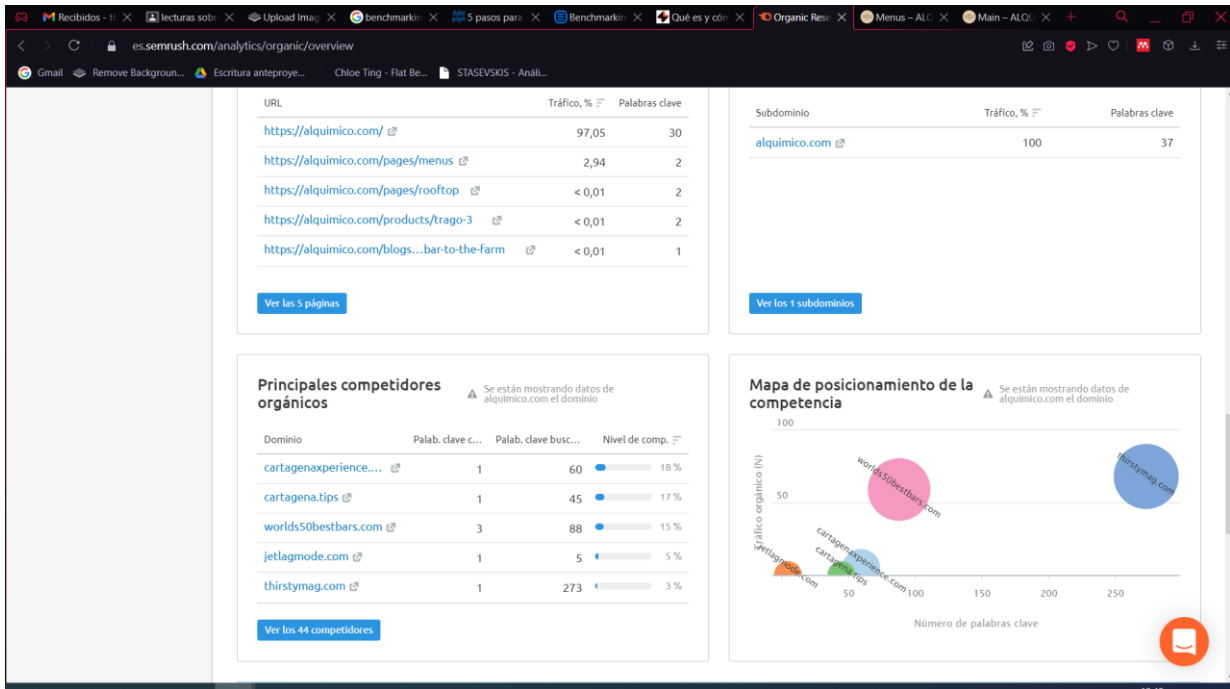 Recibidos - t
lecturas sobr
Upload Imag
benchmarkin
5 pasos para
Benchmarkin
Qué es y cón
Organic Rese
Menus – ALQ
Main – ALQU
es.semrush.com/analytics/organic/overview
Gmail
Remove Backgroun...
Escritura anteproye...
Chloe Ting - Flat Be...
STASEVSKIS - Análi...
URL Tráfico, % Palabras clave
https://alquimico.com/ 97,05 30
https://alquimico.com/pages/menus 2,94 2
https://alquimico.com/pages/rooftop < 0,01 2
https://alquimico.com/products/trago-3 < 0,01 2
https://alquimico.com/blogs...bar-to-the-farm < 0,01 1
Ver las 5 páginas
Subdominio Tráfico, % Palabras clave
alquimico.com 100 37
Ver los 1 subdominios
Principales competidores
orgánicos
Se están mostrando datos de
alquimico.com el dominio
Dominio Palab. clave c... Palab. clave busc... Nivel de comp.
cartagenaxperience.... 1 60 18 %
cartagena.tips 1 45 17 %
worlds50bestbars.com 3 88 15 %
jetlagmode.com 1 5 5 %
thirstymag.com 1 273 3 %
Ver los 44 competidores
Mapa de posicionamiento de la
competencia
Se están mostrando datos de
alquimico.com el dominio
100
50
Tráfico orgánico (N)
worlds50bestbars.com
thirstymag.com
cartagenaxperience.com
cartagena.tips
jetlagmode.com
50 100 150 200 250
Número de palabras clave